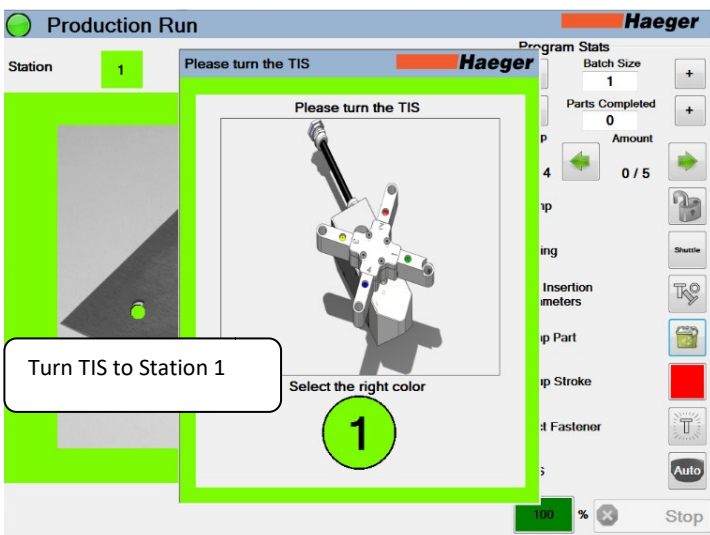 Production Run
Haeger
Station
1
Please turn the TIS
Haeger
Please turn the TIS
Select the right color
1
Turn TIS to Station 1
Program Stats
Batch Size
1
+
Parts Completed
0
+
Amount
4
0 / 5
Shuttle
Insertion
Part
Stroke
Fastener
Auto
100
%
Stop